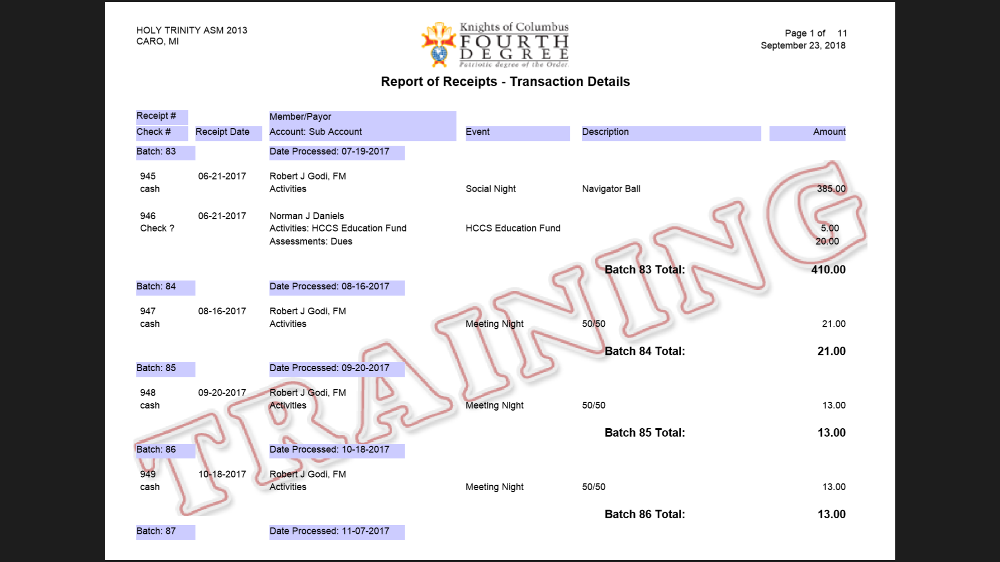 HOLY TRINITY ASM 2013
CARO, MI
Knights of Columbus
FOURTH
DEGREE
Patriotic degree of the Order.
Page 1 of 11
September 23, 2018
Report of Receipts - Transaction Details
Receipt # Member/Payor
Check # Receipt Date Account: Sub Account Event Description Amount
Batch: 83 Date Processed: 07-19-2017
945 06-21-2017 Robert J Godi, FM
cash Activities Social Night Navigator Ball 385.00
946 06-21-2017 Norman J Daniels
Check ? Activities: HCCS Education Fund HCCS Education Fund 5.00
Assessments: Dues 20.00
Batch 83 Total: 410.00
Batch: 84 Date Processed: 08-16-2017
947 08-16-2017 Robert J Godi, FM
cash Activities Meeting Night 50/50 21.00
Batch 84 Total: 21.00
Batch: 85 Date Processed: 09-20-2017
948 09-20-2017 Robert J Godi, FM
cash Activities Meeting Night 50/50 13.00
Batch 85 Total: 13.00
Batch: 86 Date Processed: 10-18-2017
949 10-18-2017 Robert J Godi, FM
cash Activities Meeting Night 50/50 13.00
Batch 86 Total: 13.00
Batch: 87 Date Processed: 11-07-2017
TRAINING